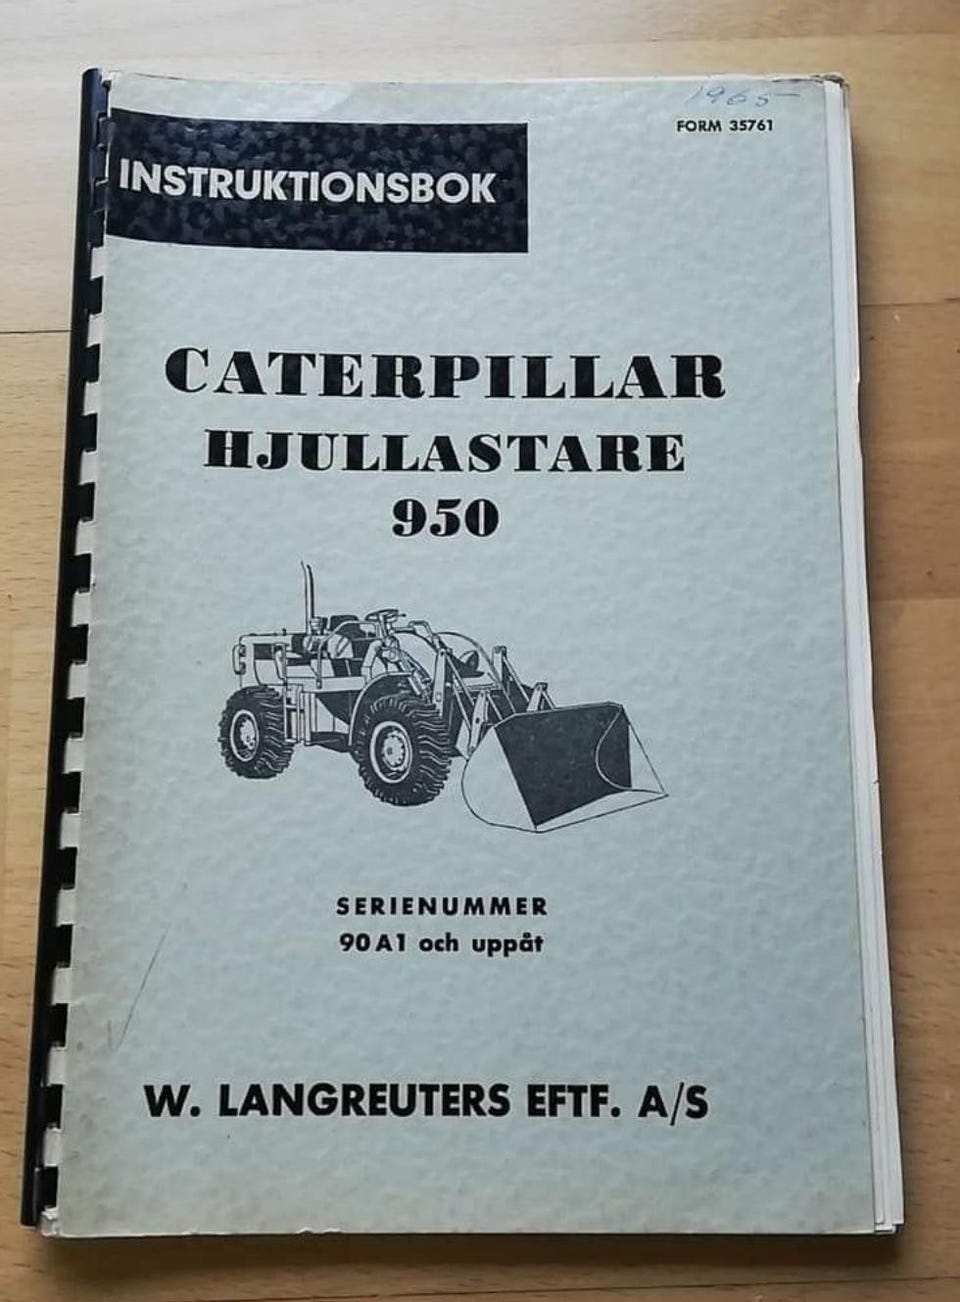 1965
FORM 35761
INSTRUKTIONSBOK
CATERPILLAR
HJULLASTARE
950
SERIENUMMER
90A1 och uppåt
W. LANGREUTERS EFTF. A/S